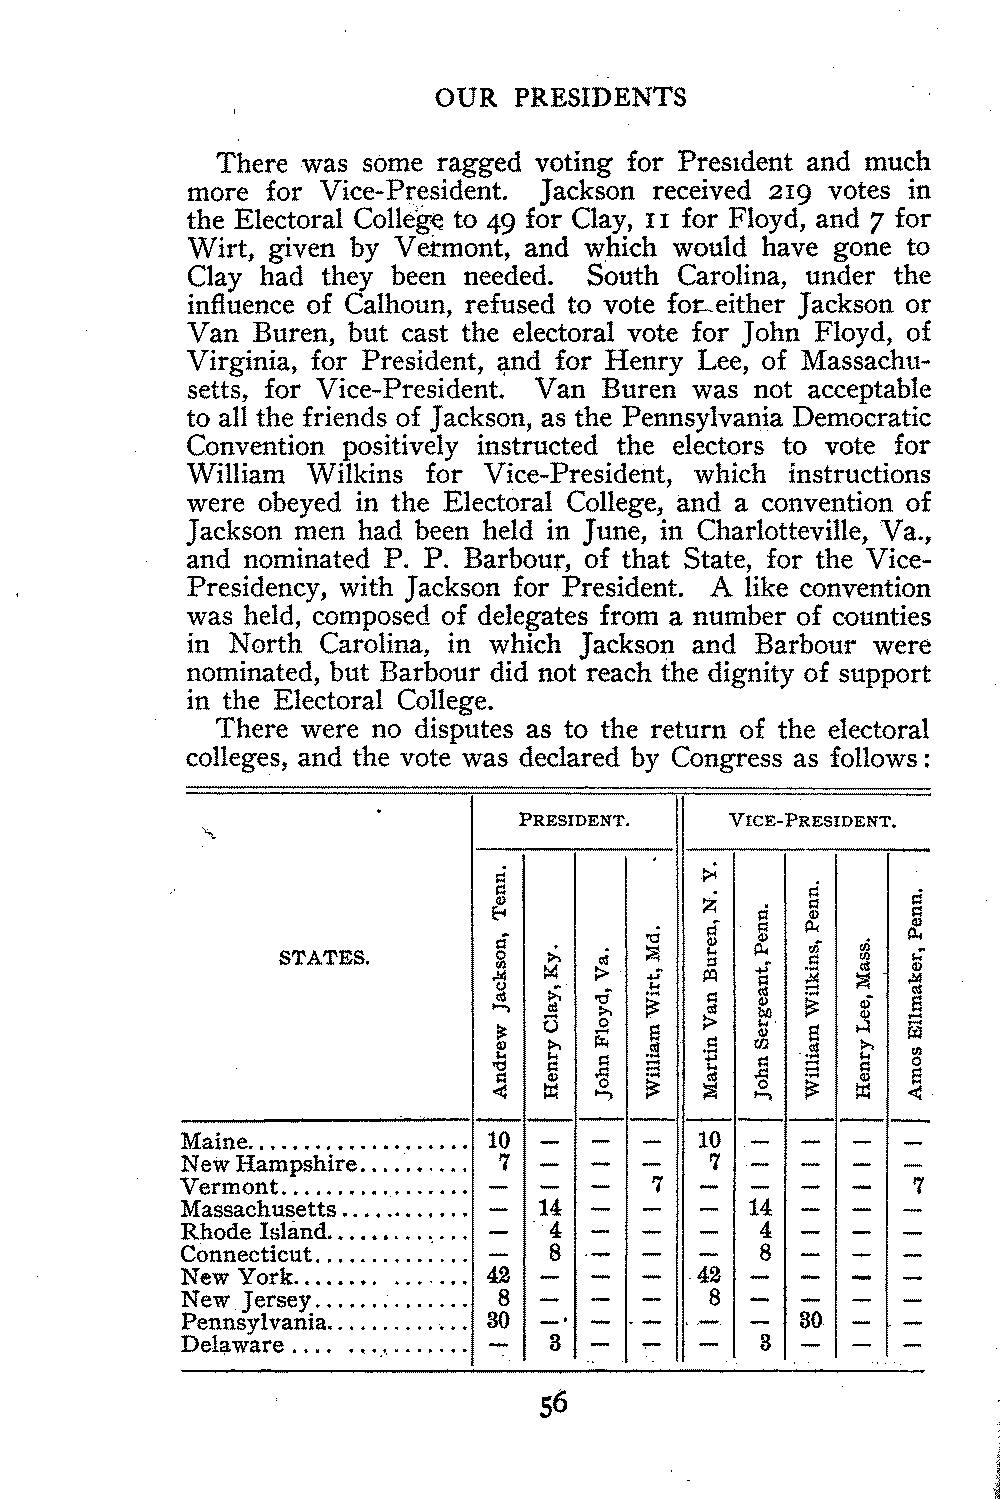 OUR PRESIDENTS
There was some ragged voting for President and much
more for Vice-President. Jackson received 219 votes in
the Electoral College to 49 for Clay, 11 for Floyd, and 7 for
Wirt, given by Vermont, and which would have gone to
Clay had they been needed. South Carolina, under the
influence of Calhoun, refused to vote for either Jackson or
Van Buren, but cast the electoral vote for John Floyd, of
Virginia, for President, and for Henry Lee, of Massachu-
setts, for Vice-President. Van Buren was not acceptable
to all the friends of Jackson, as the Pennsylvania Democratic
Convention positively instructed the electors to vote for
William Wilkins for Vice-President, which instructions
were obeyed in the Electoral College, and a convention of
Jackson men had been held in June, in Charlotteville, Va.,
and nominated P. P. Barbour, of that State, for the Vice-
Presidency, with Jackson for President. A like convention
was held, composed of delegates from a number of counties
in North Carolina, in which Jackson and Barbour were
nominated, but Barbour did not reach the dignity of support
in the Electoral College.
There were no disputes as to the return of the electoral
colleges, and the vote was declared by Congress as follows:
PRESIDENT. VICE-PRESIDENT.
STATES.
Andrew Jackson, Tenn.
Henry Clay, Ky.
John Floyd, Va.
William Wirt, Md.
Martin Van Buren, N. Y.
John Sergeant, Penn.
William Wilkins, Penn.
Henry Lee, Mass.
Amos Ellmaker, Penn.
Maine.................... 10 — — — 10 — — — —
New Hampshire.......... 7 — — — 7 — — — —
Vermont................. — — — 7 — — — — 7
Massachusetts............ — 14 — — — 14 — — —
Rhode Island............. — 4 — — — 4 — — —
Connecticut.............. — 8 — — — 8 — — —
New York................ 42 — — — 42 — — — —
New Jersey.............. 8 — — — 8 — — — —
Pennsylvania............. 30 — — — — — 30 — —
Delaware................ — 3 — — — 3 — — —
56